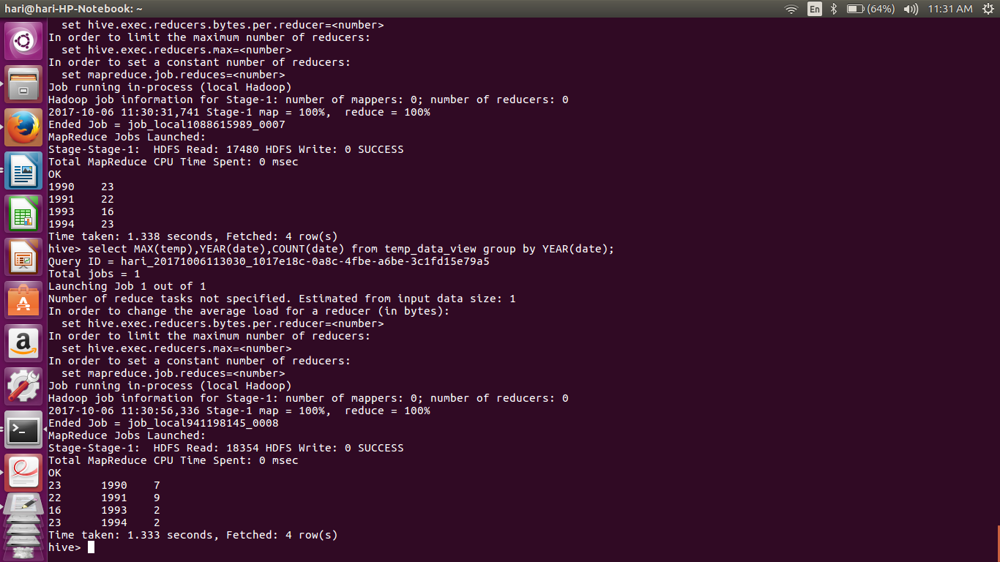 hari@hari-HP-Notebook: ~
En
(64%)
11:31 AM
  set hive.exec.reducers.bytes.per.reducer=<number>
In order to limit the maximum number of reducers:
  set hive.exec.reducers.max=<number>
In order to set a constant number of reducers:
  set mapreduce.job.reduces=<number>
Job running in-process (local Hadoop)
Hadoop job information for Stage-1: number of mappers: 0; number of reducers: 0
2017-10-06 11:30:31,741 Stage-1 map = 100%,  reduce = 100%
Ended Job = job_local1088615989_0007
MapReduce Jobs Launched:
Stage-Stage-1:  HDFS Read: 17480 HDFS Write: 0 SUCCESS
Total MapReduce CPU Time Spent: 0 msec
OK
1990    23
1991    22
1993    16
1994    23
Time taken: 1.338 seconds, Fetched: 4 row(s)
hive> select MAX(temp),YEAR(date),COUNT(date) from temp_data_view group by YEAR(date);
Query ID = hari_20171006113030_1017e18c-0a8c-4fbe-a6be-3c1fd15e79a5
Total jobs = 1
Launching Job 1 out of 1
Number of reduce tasks not specified. Estimated from input data size: 1
In order to change the average load for a reducer (in bytes):
  set hive.exec.reducers.bytes.per.reducer=<number>
In order to limit the maximum number of reducers:
  set hive.exec.reducers.max=<number>
In order to set a constant number of reducers:
  set mapreduce.job.reduces=<number>
Job running in-process (local Hadoop)
Hadoop job information for Stage-1: number of mappers: 0; number of reducers: 0
2017-10-06 11:30:56,336 Stage-1 map = 100%,  reduce = 100%
Ended Job = job_local941198145_0008
MapReduce Jobs Launched:
Stage-Stage-1:  HDFS Read: 18354 HDFS Write: 0 SUCCESS
Total MapReduce CPU Time Spent: 0 msec
OK
23      1990    7
22      1991    9
16      1993    2
23      1994    2
Time taken: 1.333 seconds, Fetched: 4 row(s)
hive>